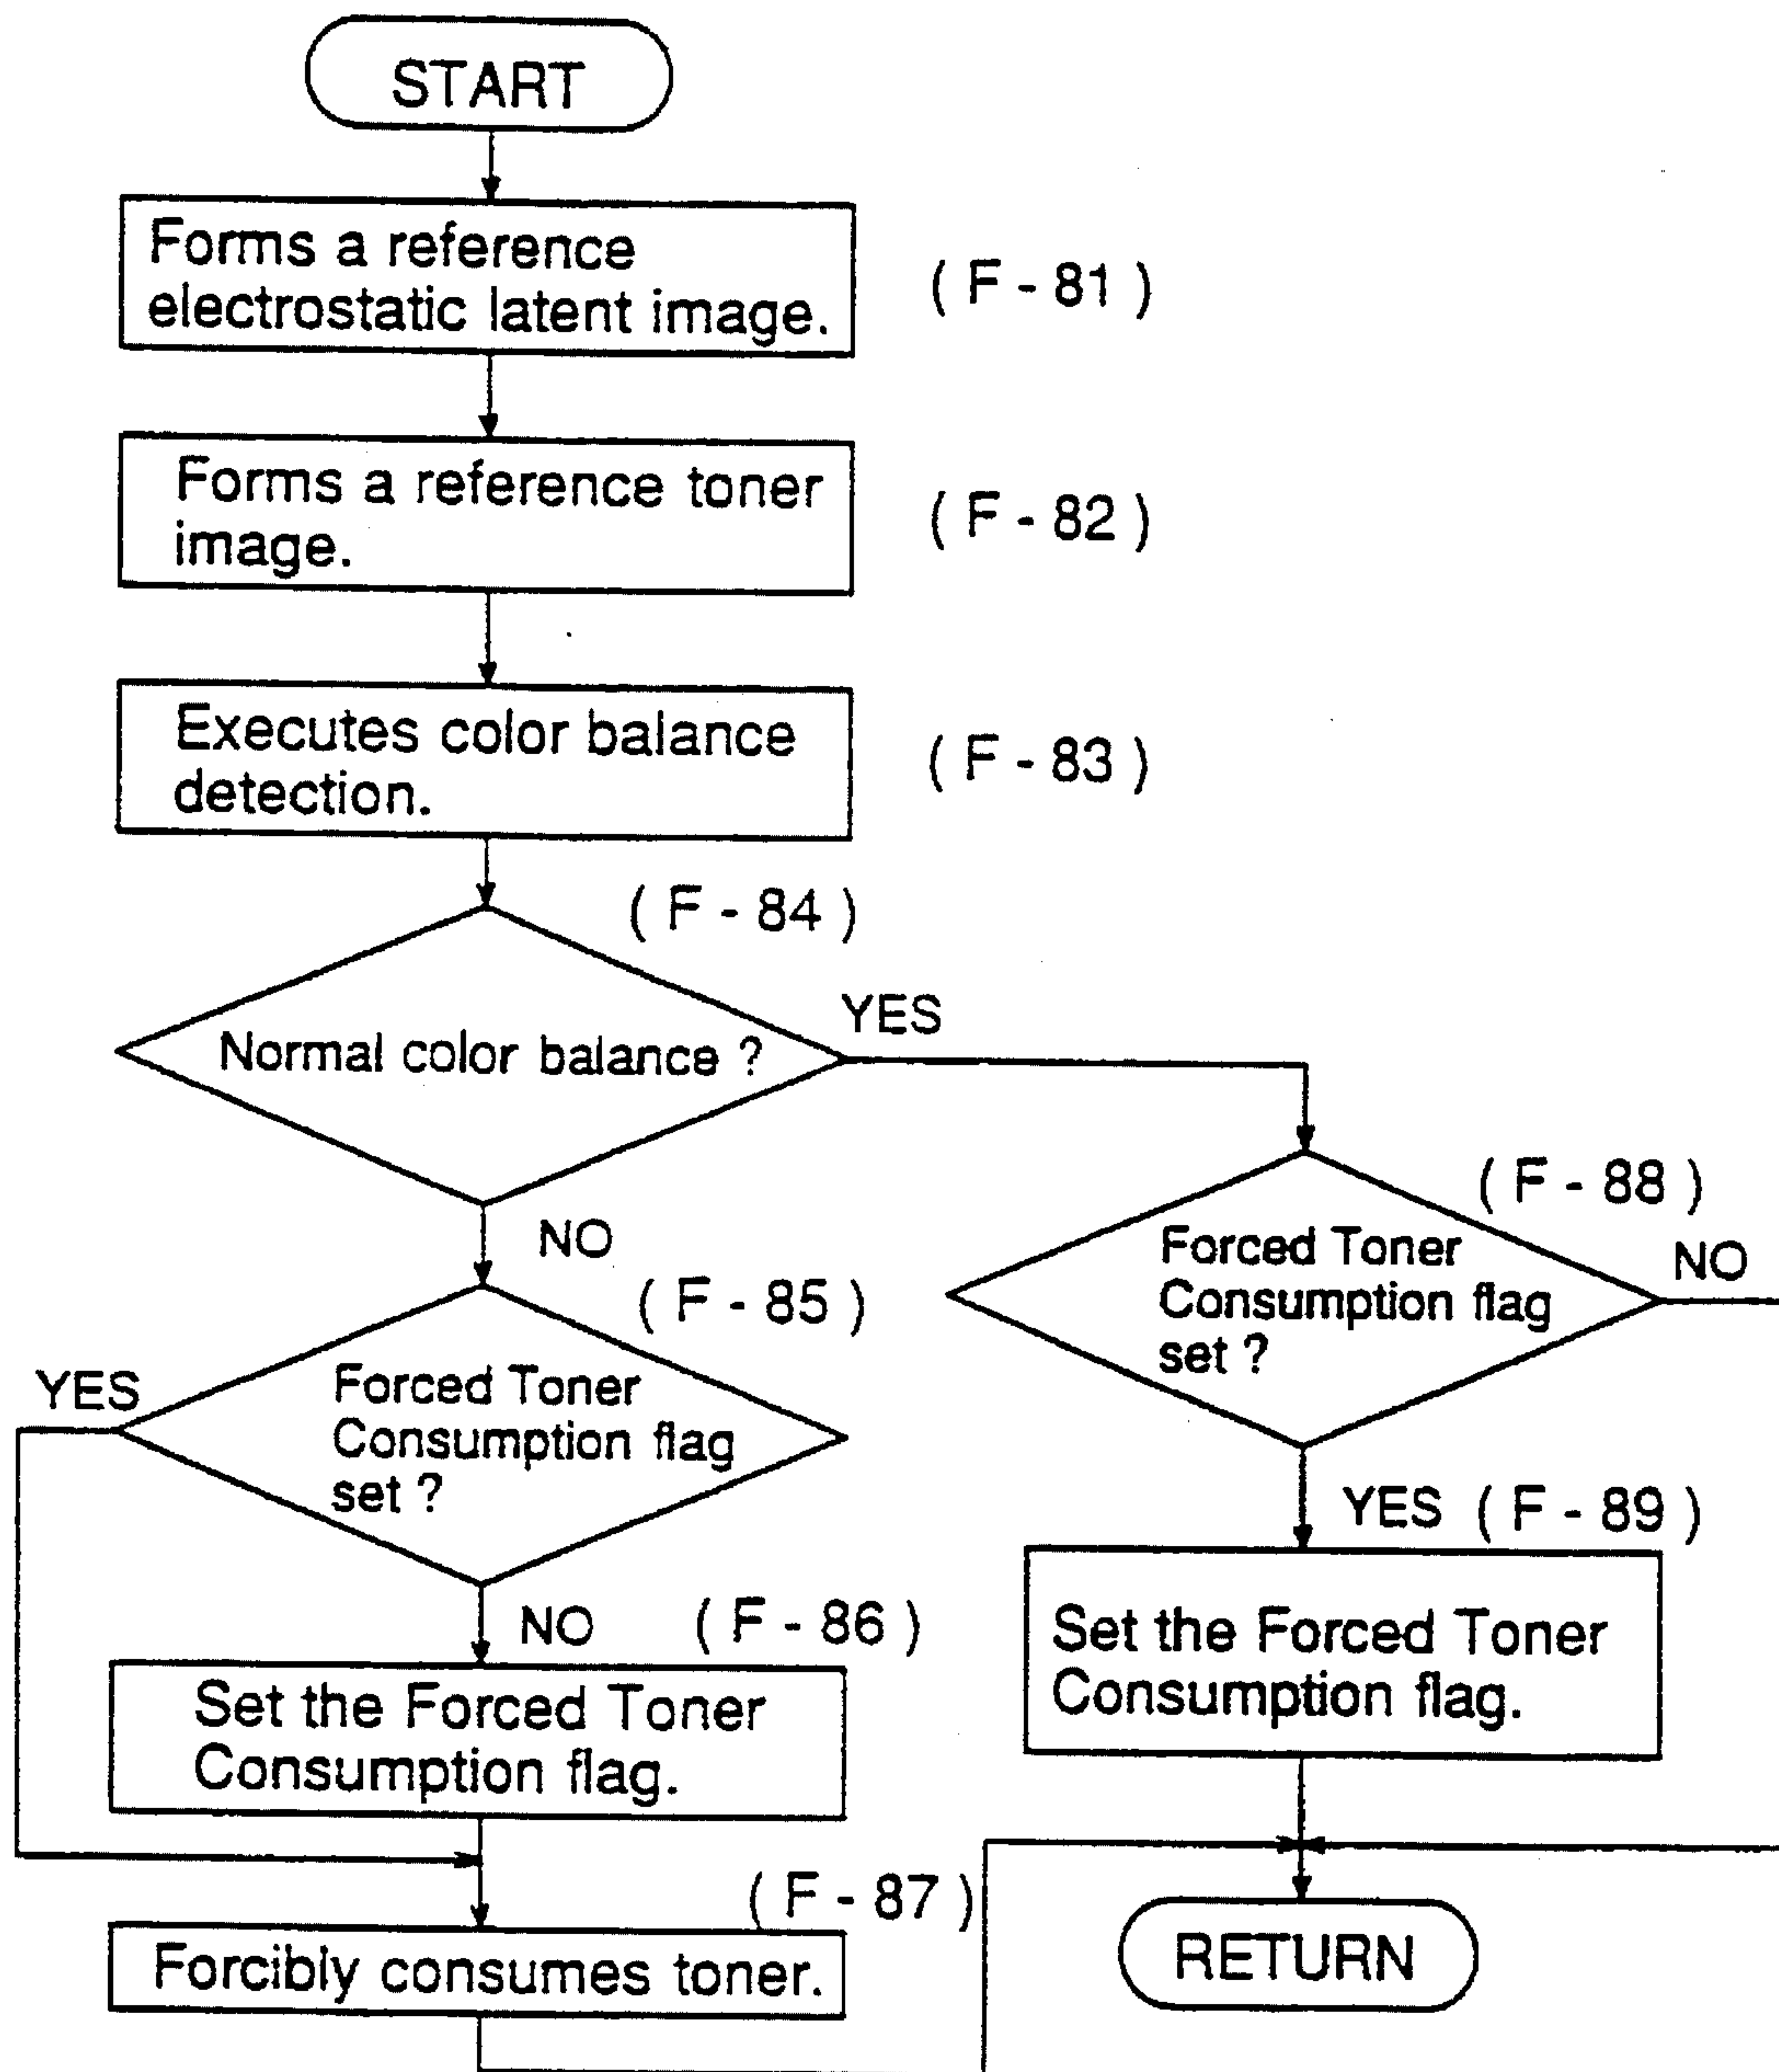 START
Forms a reference
electrostatic latent image.
( F - 81 )
Forms a reference toner
image.
( F - 82 )
Executes color balance
detection.
( F - 83 )
( F - 84 )
Normal color balance ?
YES
NO
( F - 85 )
Forced Toner
Consumption flag
set ?
YES
NO
( F - 86 )
Set the Forced Toner
Consumption flag.
( F - 87 )
Forcibly consumes toner.
( F - 88 )
Forced Toner
Consumption flag
set ?
NO
YES
( F - 89 )
Set the Forced Toner
Consumption flag.
RETURN